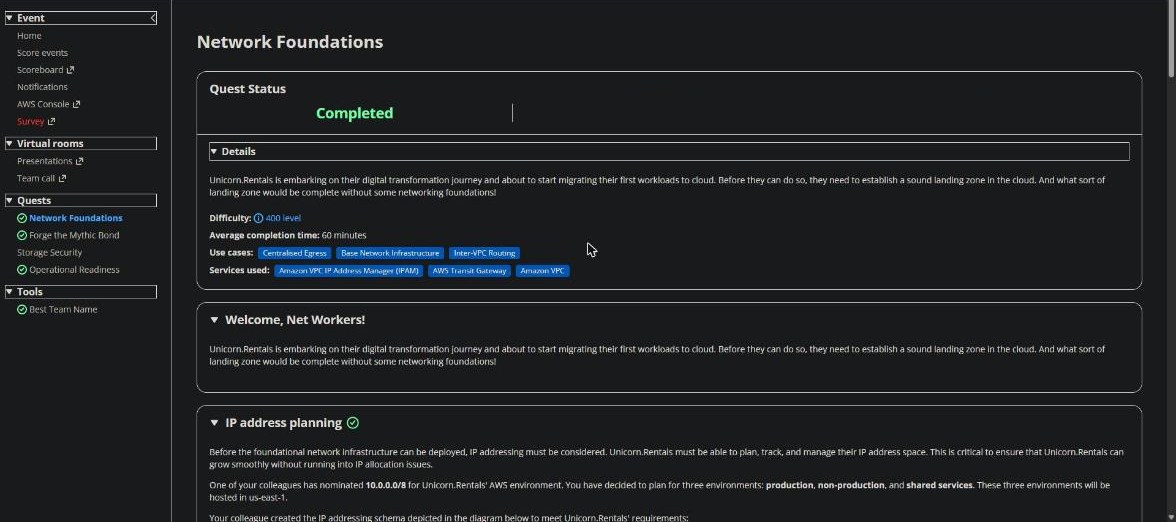 Event
Home
Score events
Scoreboard
Notifications
AWS Console
Survey
Virtual rooms
Presentations
Team call
Quests
Network Foundations
Forge the Mythic Bond
Storage Security
Operational Readiness
Tools
Best Team Name
Network Foundations
Quest Status
Completed
Details
Unicorn.Rentals is embarking on their digital transformation journey and about to start migrating their first workloads to cloud. Before they can do so, they need to establish a sound landing zone in the cloud. And what sort of
landing zone would be complete without some networking foundations!
Difficulty: 400 level
Average completion time: 60 minutes
Use cases: Centralised Egress Base Network Infrastructure Inter-VPC Routing
Services used: Amazon VPC IP Address Manager (IPAM) AWS Transit Gateway Amazon VPC
Welcome, Net Workers!
Unicorn.Rentals is embarking on their digital transformation journey and about to start migrating their first workloads to cloud. Before they can do so, they need to establish a sound landing zone in the cloud. And what sort of
landing zone would be complete without some networking foundations!
IP address planning
Before the foundational network infrastructure can be deployed, IP addressing must be considered. Unicorn.Rentals must be able to plan, track, and manage their IP address space. This is critical to ensure that Unicorn.Rentals can
grow smoothly without running into IP allocation issues.
One of your colleagues has nominated 10.0.0.0/8 for Unicorn.Rentals' AWS environment. You have decided to plan for three environments: production, non-production, and shared services. These three environments will be
hosted in us-east-1.
Your colleague created the IP addressing schema depicted in the diagram below to meet Unicorn.Rentals' requirements: